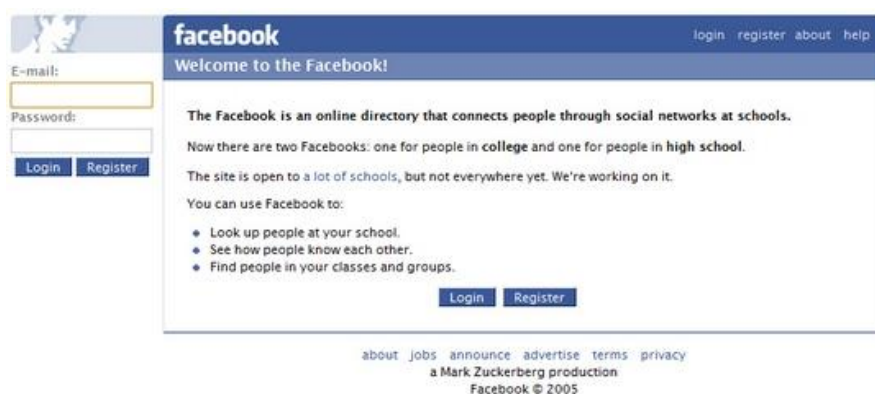 facebook
login register about help
E-mail:
Password:
Login Register
Welcome to the Facebook!
The Facebook is an online directory that connects people through social networks at schools.
Now there are two Facebooks: one for people in college and one for people in high school.
The site is open to a lot of schools, but not everywhere yet. We're working on it.
You can use Facebook to:
Look up people at your school.
See how people know each other.
Find people in your classes and groups.
Login Register
about jobs announce advertise terms privacy
a Mark Zuckerberg production
Facebook © 2005